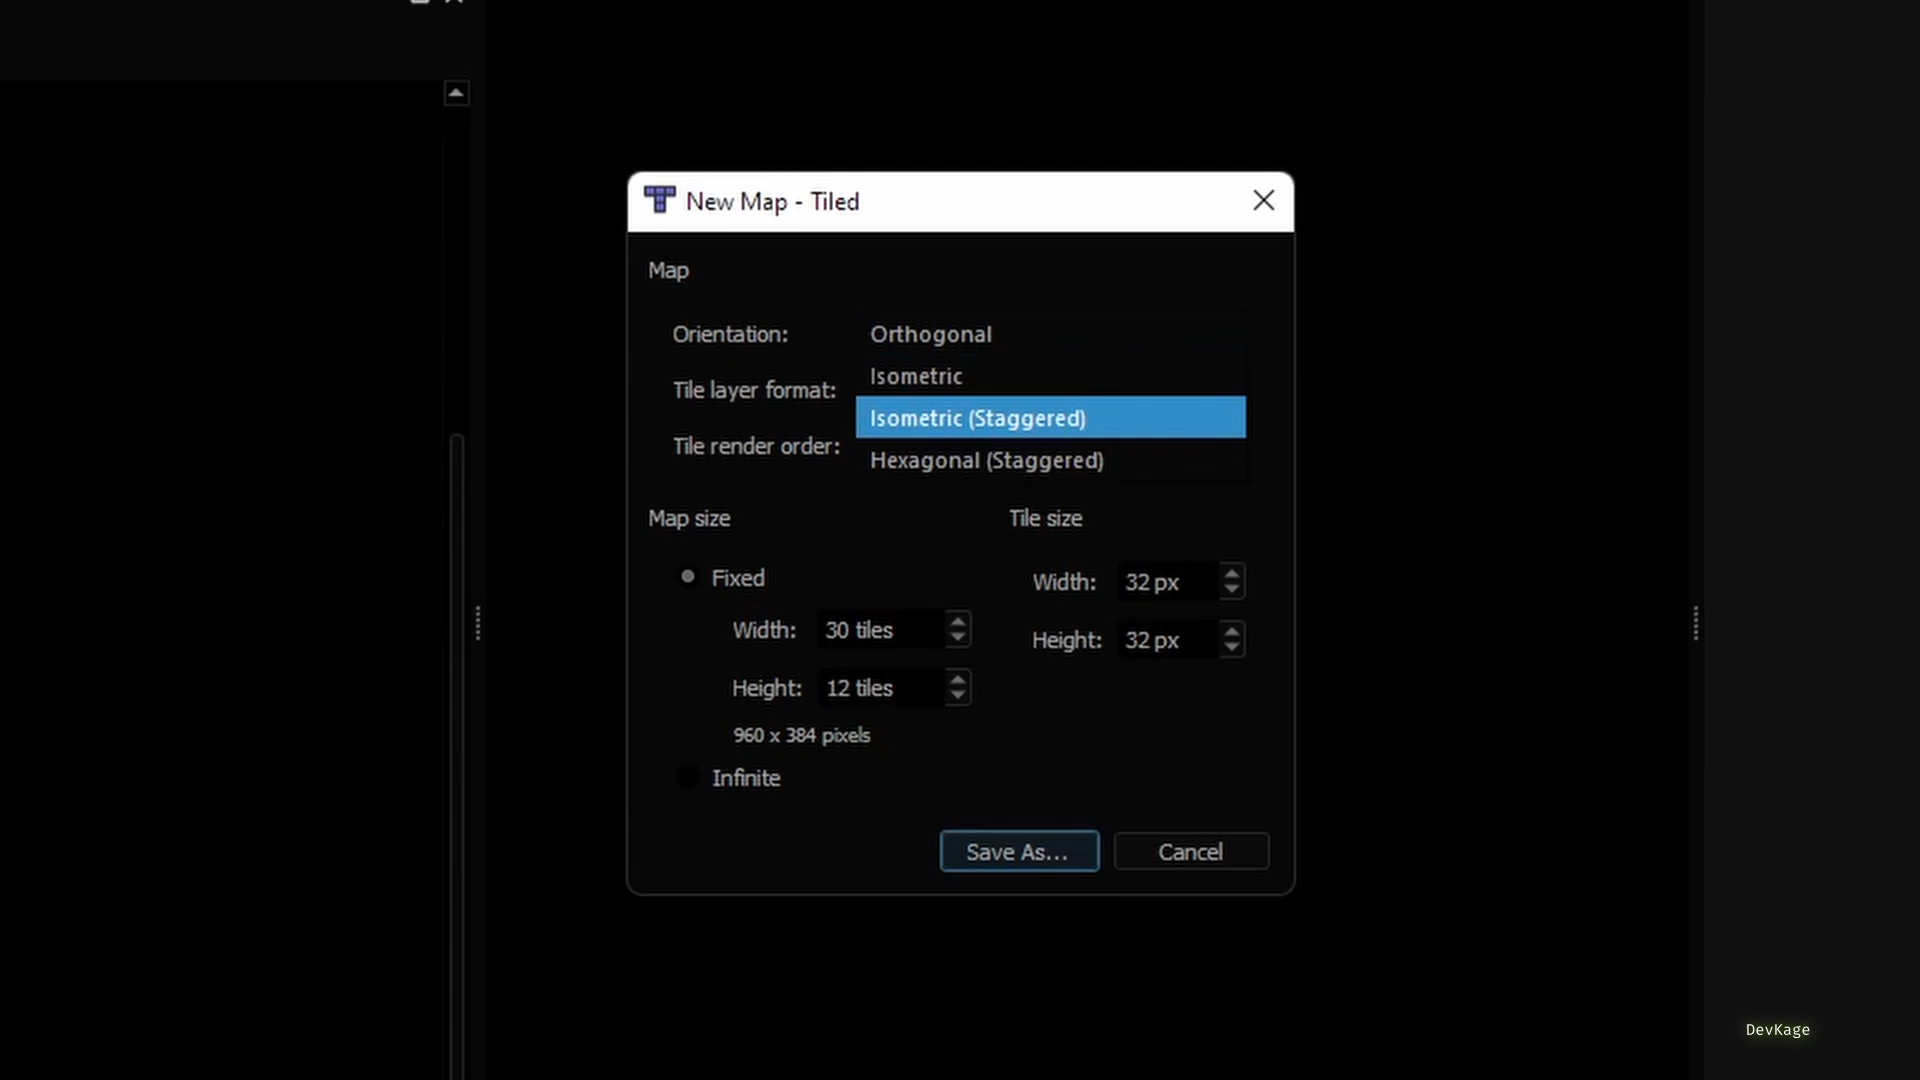 New Map - Tiled
Map
Orientation:
Orthogonal
Isometric
Tile layer format:
Isometric (Staggered)
Tile render order:
Hexagonal (Staggered)
Map size
Tile size
Fixed
Width: 32 px
Width: 30 tiles
Height: 32 px
Height: 12 tiles
960 x 384 pixels
Infinite
Save As...
Cancel
DevKage